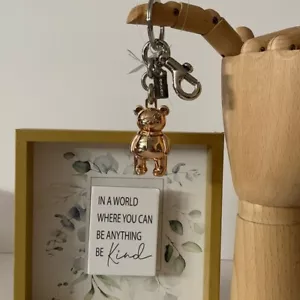 IN A WORLD
WHERE YOU CAN
BE ANYTHING
BE Kind